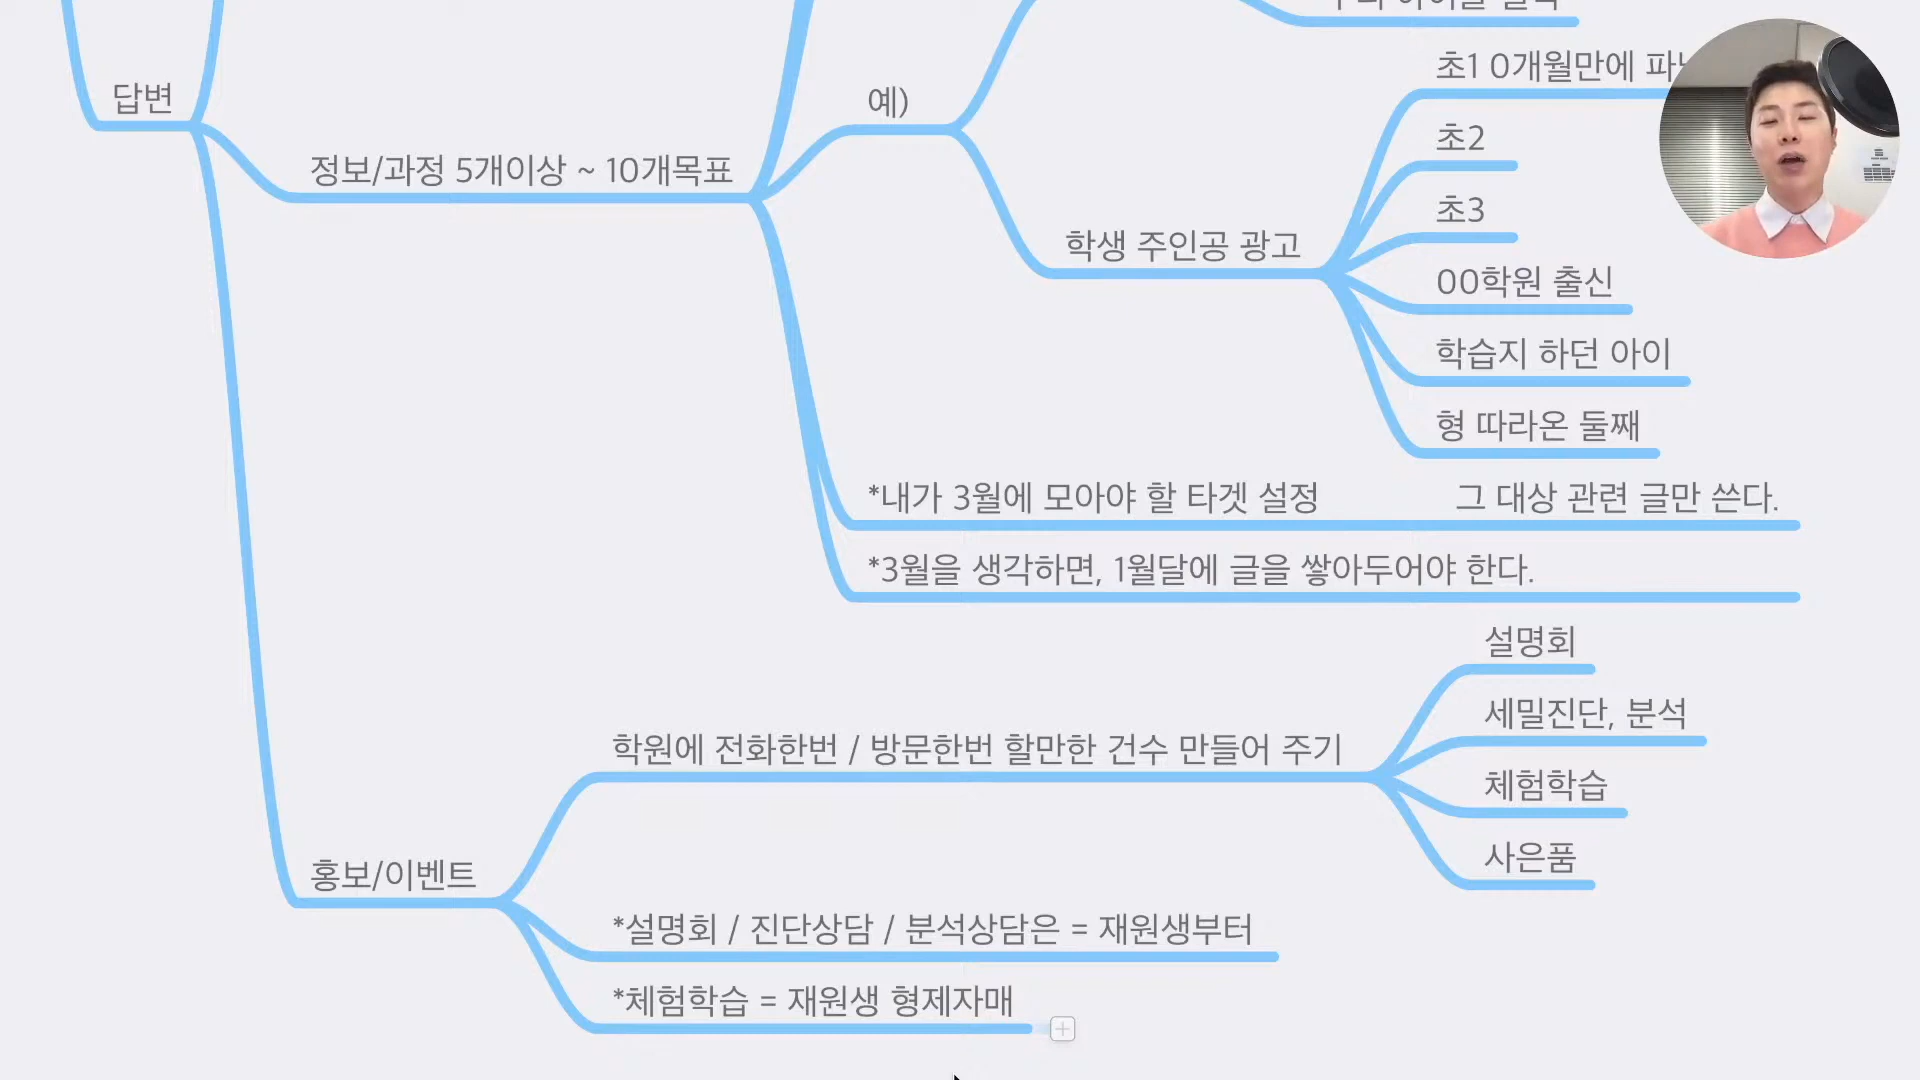 답변
정보/과정 5개이상 ~ 10개목표
예)
초1 0개월만에
초2
초3
학생 주인공 광고
00학원 출신
학습지 하던 아이
형 따라온 둘째
*내가 3월에 모아야 할 타겟 설정 그 대상 관련 글만 쓴다.
*3월을 생각하면, 1월달에 글을 쌓아두어야 한다.
홍보/이벤트
학원에 전화한번 / 방문한번 할만한 건수 만들어 주기
설명회
세밀진단, 분석
체험학습
사은품
*설명회 / 진단상담 / 분석상담은 = 재원생부터
*체험학습 = 재원생 형제자매